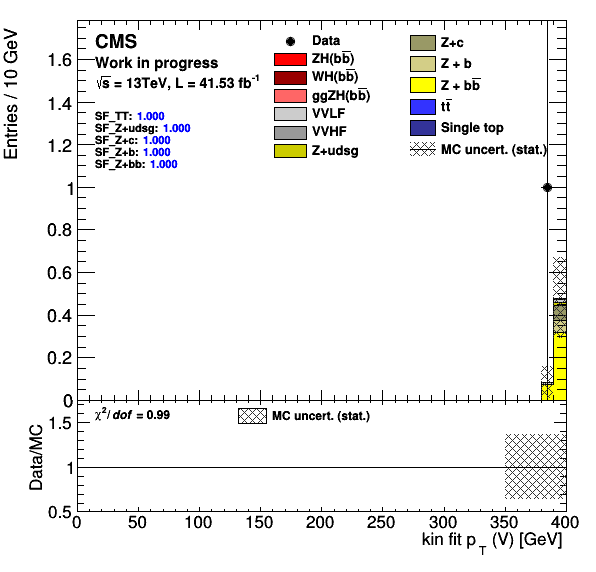 Entries / 10 GeV
CMS
Work in progress
√s = 13TeV, L = 41.53 fb⁻¹
SF_TT: 1.000
SF_Z+udsg: 1.000
SF_Z+c: 1.000
SF_Z+b: 1.000
SF_Z+bb: 1.000
Data
ZH(bb̅)
WH(bb̅)
ggZH(bb̅)
VVLF
VVHF
Z+udsg
Z+c
Z + b
Z + bb̅
tt̅
Single top
MC uncert. (stat.)
1.6
1.4
1.2
1
0.8
0.6
0.4
0.2
0
χ²/dof = 0.99
MC uncert. (stat.)
Data/MC
1.5
1
0.5
0 50 100 150 200 250 300 350 400
kin fit p_T (V) [GeV]